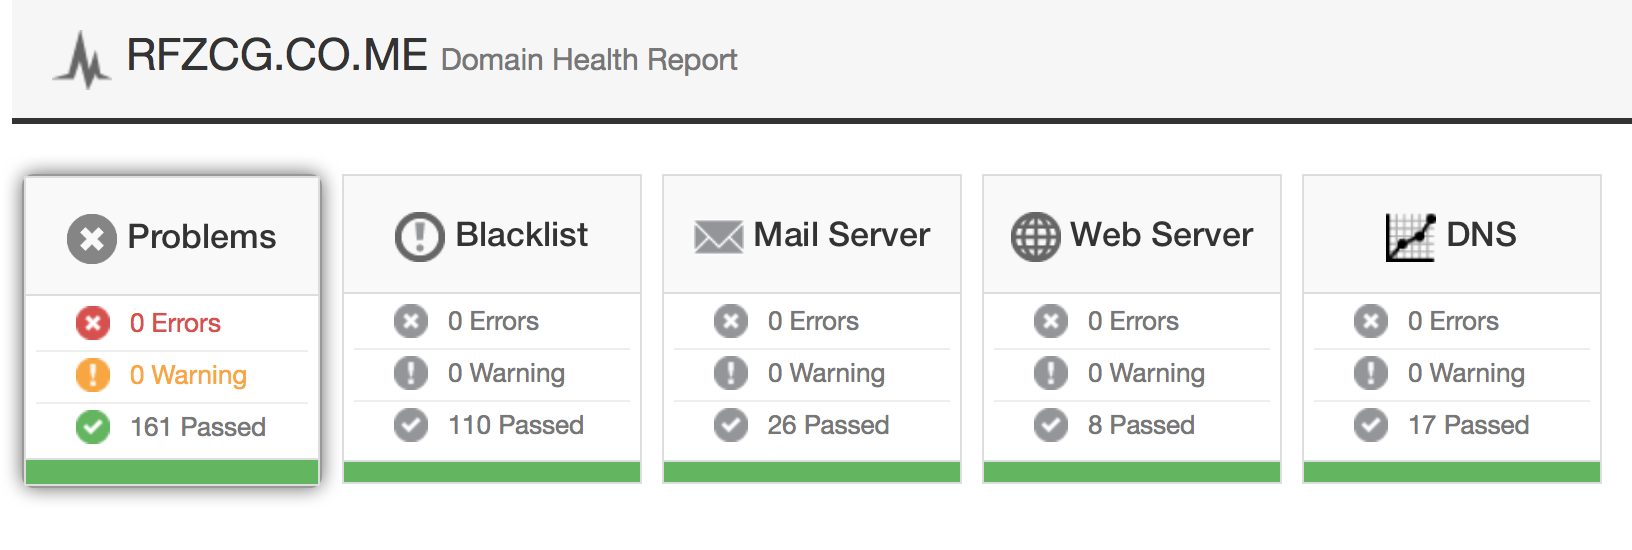 RFZCG.CO.ME Domain Health Report
Problems
0 Errors
0 Warning
161 Passed
Blacklist
0 Errors
0 Warning
110 Passed
Mail Server
0 Errors
0 Warning
26 Passed
Web Server
0 Errors
0 Warning
8 Passed
DNS
0 Errors
0 Warning
17 Passed